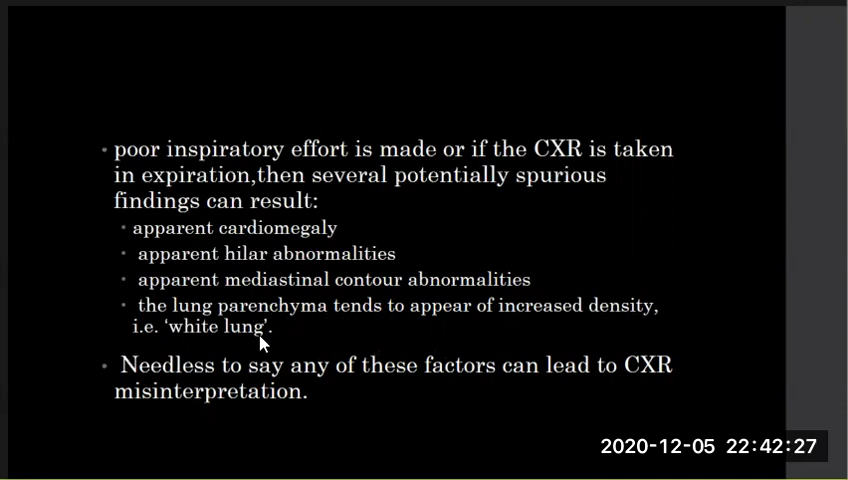 • poor inspiratory effort is made or if the CXR is taken
in expiration,then several potentially spurious
findings can result:
• apparent cardiomegaly
• apparent hilar abnormalities
• apparent mediastinal contour abnormalities
• the lung parenchyma tends to appear of increased density,
i.e. ‘white lung’.
• Needless to say any of these factors can lead to CXR
misinterpretation.
2020-12-05 22:42:27